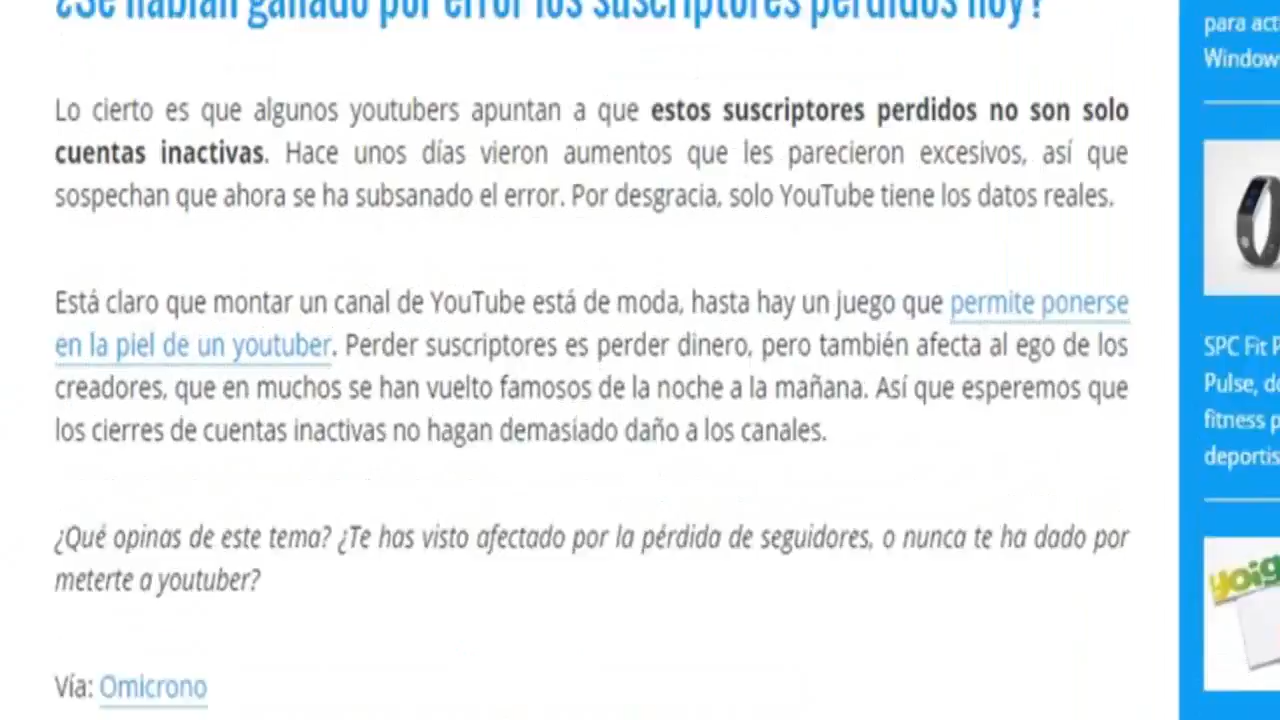 ¿Se habían ganado por error los suscriptores perdidos hoy?
Lo cierto es que algunos youtubers apuntan a que estos suscriptores perdidos no son solo
cuentas inactivas. Hace unos días vieron aumentos que les parecieron excesivos, así que
sospechan que ahora se ha subsanado el error. Por desgracia, solo YouTube tiene los datos reales.
Está claro que montar un canal de YouTube está de moda, hasta hay un juego que permite ponerse
en la piel de un youtuber. Perder suscriptores es perder dinero, pero también afecta al ego de los
creadores, que en muchos se han vuelto famosos de la noche a la mañana. Así que esperemos que
los cierres de cuentas inactivas no hagan demasiado daño a los canales.
¿Qué opinas de este tema? ¿Te has visto afectado por la pérdida de seguidores, o nunca te ha dado por
meterte a youtuber?
Vía: Omicrono
para act
Window
SPC Fit P
Pulse, d
fitness p
deportis
yoig